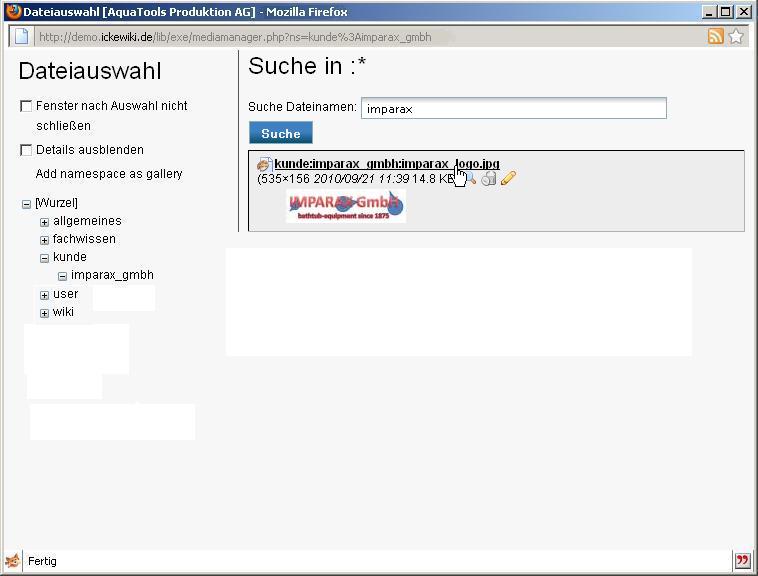 Dateiauswahl [AquaTools Produktion AG] - Mozilla Firefox
http://demo.ickewiki.de/lib/exe/mediamanager.php?ns=kunde%3Aimparax_gmbh
Dateiauswahl
Fenster nach Auswahl nicht
schließen
Details ausblenden
Add namespace as gallery
[Wurzel]
allgemeines
fachwissen
kunde
imparax_gmbh
user
wiki
Suche in :*
Suche Dateinamen: imparax
Suche
kunde:imparax_gmbh:imparax_logo.jpg
(535×156 2010/09/21 11:39 14.8 KB
IMPARAX GmbH
bathtub-equipment since 1875
Fertig